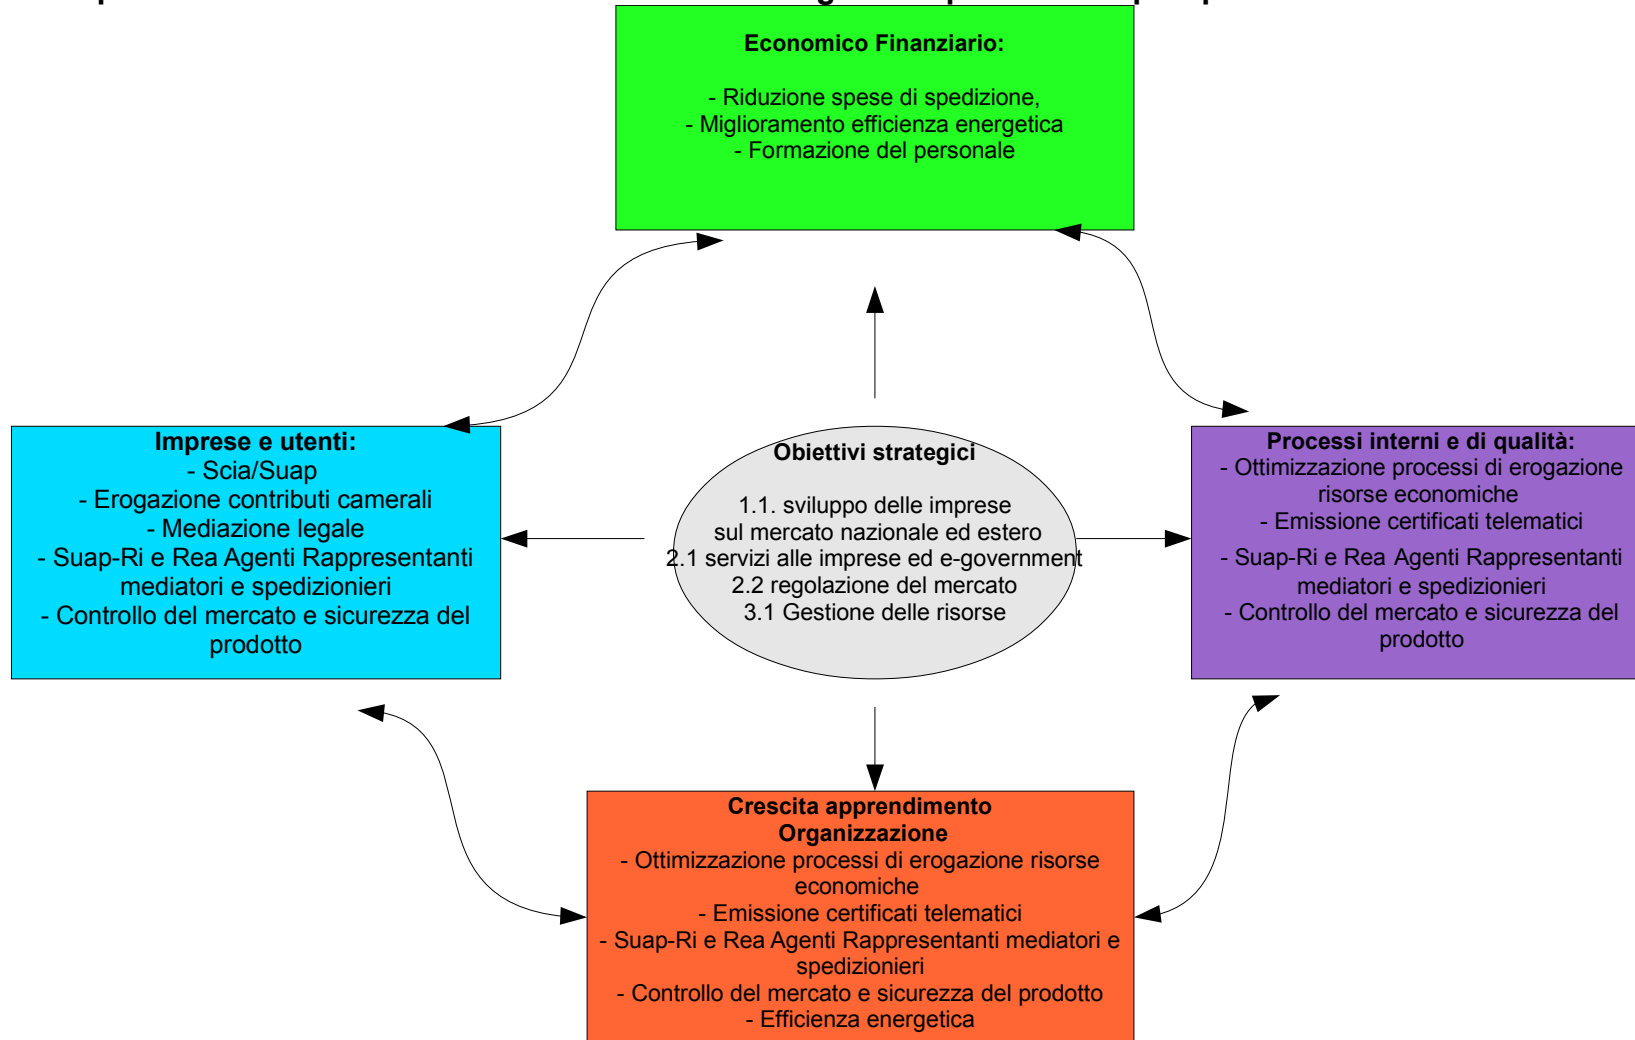 Economico Finanziario:
- Riduzione spese di spedizione,
- Miglioramento efficienza energetica
- Formazione del personale
Imprese e utenti:
- Scia/Suap
- Erogazione contributi camerali
- Mediazione legale
- Suap-Ri e Rea Agenti Rappresentanti
mediatori e spedizionieri
- Controllo del mercato e sicurezza del
prodotto
Obiettivi strategici
1.1. sviluppo delle imprese
sul mercato nazionale ed estero
2.1 servizi alle imprese ed e-government
2.2 regolazione del mercato
3.1 Gestione delle risorse
Processi interni e di qualità:
- Ottimizzazione processi di erogazione
risorse economiche
- Emissione certificati telematici
- Suap-Ri e Rea Agenti Rappresentanti
mediatori e spedizionieri
- Controllo del mercato e sicurezza del
prodotto
Crescita apprendimento
Organizzazione
- Ottimizzazione processi di erogazione risorse
economiche
- Emissione certificati telematici
- Suap-Ri e Rea Agenti Rappresentanti mediatori e
spedizionieri
- Controllo del mercato e sicurezza del prodotto
- Efficienza energetica